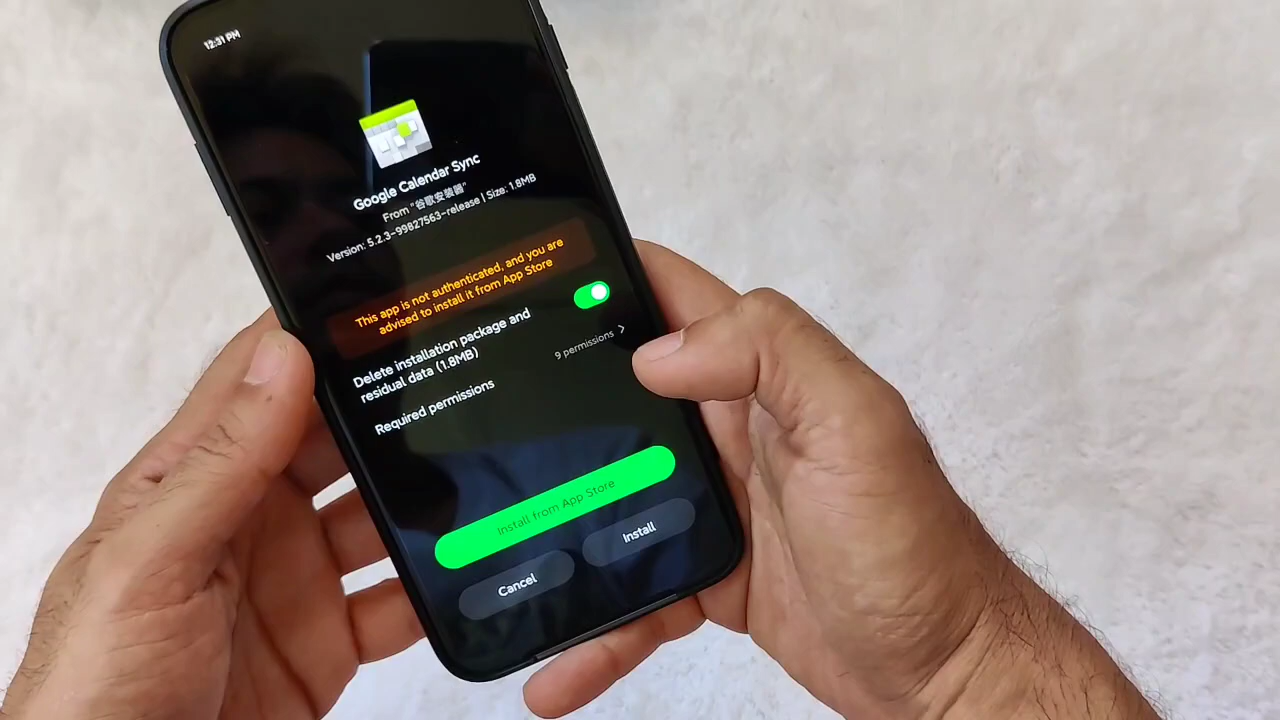 12:31 PM
Google Calendar Sync
From "谷歌安装器"
Version: 5.2.3-99827563-release | Size: 1.8MB
This app is not authenticated, and you are
advised to install it from App Store
Delete installation package and
residual data (1.8MB)
Required permissions
9 permissions >
Install from App Store
Cancel
Install